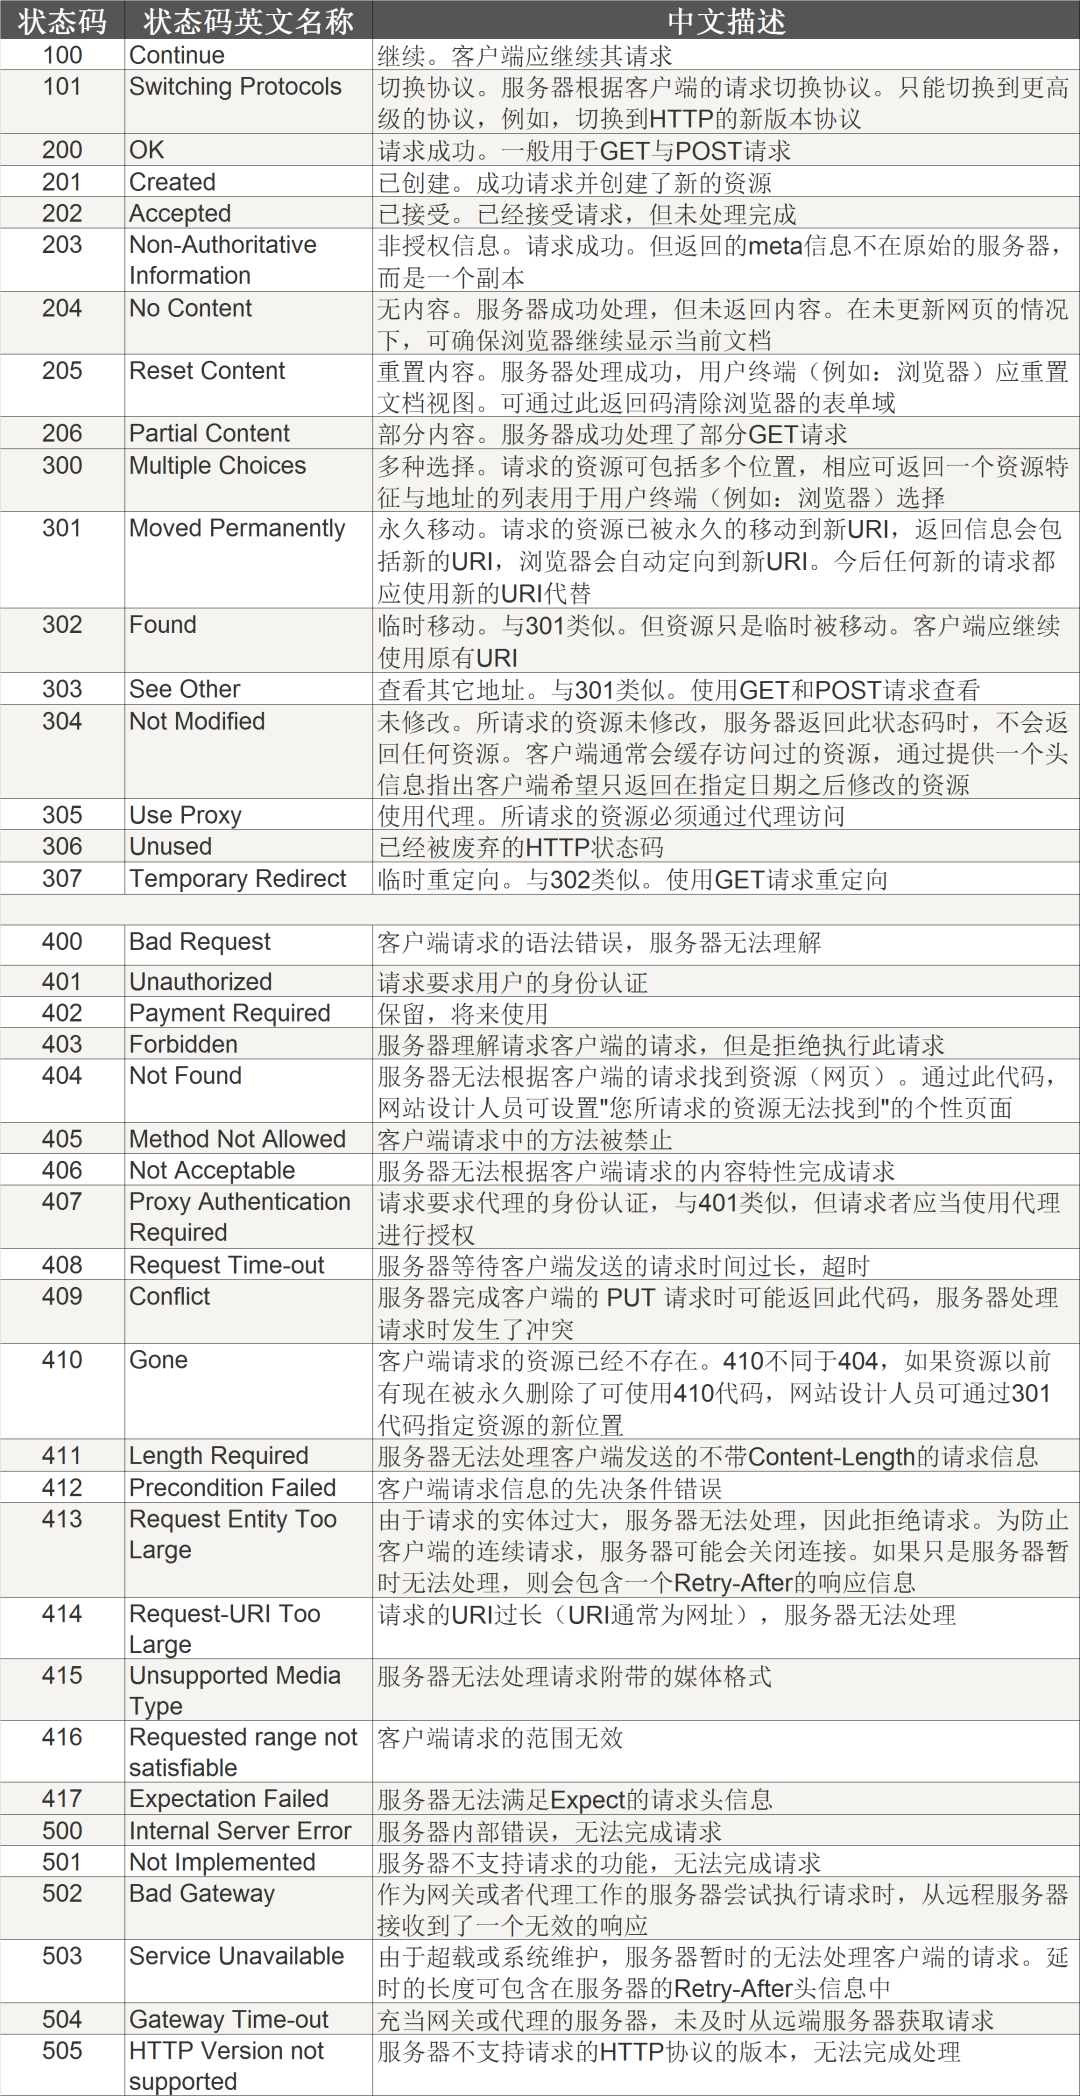 状态码 状态码英文名称 中文描述
100 Continue 继续。客户端应继续其请求
101 Switching Protocols 切换协议。服务器根据客户端的请求切换协议。只能切换到更高
级的协议，例如，切换到HTTP的新版本协议
200 OK 请求成功。一般用于GET与POST请求
201 Created 已创建。成功请求并创建了新的资源
202 Accepted 已接受。已经接受请求，但未处理完成
203 Non-Authoritative 非授权信息。请求成功。但返回的meta信息不在原始的服务器，
Information 而是一个副本
204 No Content 无内容。服务器成功处理，但未返回内容。在未更新网页的情况
下，可确保浏览器继续显示当前文档
205 Reset Content 重置内容。服务器处理成功，用户终端（例如：浏览器）应重置
文档视图。可通过此返回码清除浏览器的表单域
206 Partial Content 部分内容。服务器成功处理了部分GET请求
300 Multiple Choices 多种选择。请求的资源可包括多个位置，相应可返回一个资源特
征与地址的列表用于用户终端（例如：浏览器）选择
301 Moved Permanently 永久移动。请求的资源已被永久的移动到新URI，返回信息会包
括新的URI，浏览器会自动定向到新URI。今后任何新的请求都
应使用新的URI代替
302 Found 临时移动。与301类似。但资源只是临时被移动。客户端应继续
使用原有URI
303 See Other 查看其它地址。与301类似。使用GET和POST请求查看
304 Not Modified 未修改。所请求的资源未修改，服务器返回此状态码时，不会返
回任何资源。客户端通常会缓存访问过的资源，通过提供一个头
信息指出客户端希望只返回在指定日期之后修改的资源
305 Use Proxy 使用代理。所请求的资源必须通过代理访问
306 Unused 已经被废弃的HTTP状态码
307 Temporary Redirect 临时重定向。与302类似。使用GET请求重定向
400 Bad Request 客户端请求的语法错误，服务器无法理解
401 Unauthorized 请求要求用户的身份认证
402 Payment Required 保留，将来使用
403 Forbidden 服务器理解请求客户端的请求，但是拒绝执行此请求
404 Not Found 服务器无法根据客户端的请求找到资源（网页）。通过此代码，
网站设计人员可设置"您所请求的资源无法找到"的个性页面
405 Method Not Allowed 客户端请求中的方法被禁止
406 Not Acceptable 服务器无法根据客户端请求的内容特性完成请求
407 Proxy Authentication 请求要求代理的身份认证，与401类似，但请求者应当使用代理
Required 进行授权
408 Request Time-out 服务器等待客户端发送的请求时间过长，超时
409 Conflict 服务器完成客户端的 PUT 请求时可能返回此代码，服务器处理
请求时发生了冲突
410 Gone 客户端请求的资源已经不存在。410不同于404，如果资源以前
有现在被永久删除了可使用410代码，网站设计人员可通过301
代码指定资源的新位置
411 Length Required 服务器无法处理客户端发送的不带Content-Length的请求信息
412 Precondition Failed 客户端请求信息的先决条件错误
413 Request Entity Too 由于请求的实体过大，服务器无法处理，因此拒绝请求。为防止
Large 客户端的连续请求，服务器可能会关闭连接。如果只是服务器暂
时无法处理，则会包含一个Retry-After的响应信息
414 Request-URI Too 请求的URI过长（URI通常为网址），服务器无法处理
Large
415 Unsupported Media 服务器无法处理请求附带的媒体格式
Type
416 Requested range not 客户端请求的范围无效
satisfiable
417 Expectation Failed 服务器无法满足Expect的请求头信息
500 Internal Server Error 服务器内部错误，无法完成请求
501 Not Implemented 服务器不支持请求的功能，无法完成请求
502 Bad Gateway 作为网关或者代理工作的服务器尝试执行请求时，从远程服务器
接收到了一个无效的响应
503 Service Unavailable 由于超载或系统维护，服务器暂时的无法处理客户端的请求。延
时的长度可包含在服务器的Retry-After头信息中
504 Gateway Time-out 充当网关或代理的服务器，未及时从远端服务器获取请求
505 HTTP Version not 服务器不支持请求的HTTP协议的版本，无法完成处理
supported